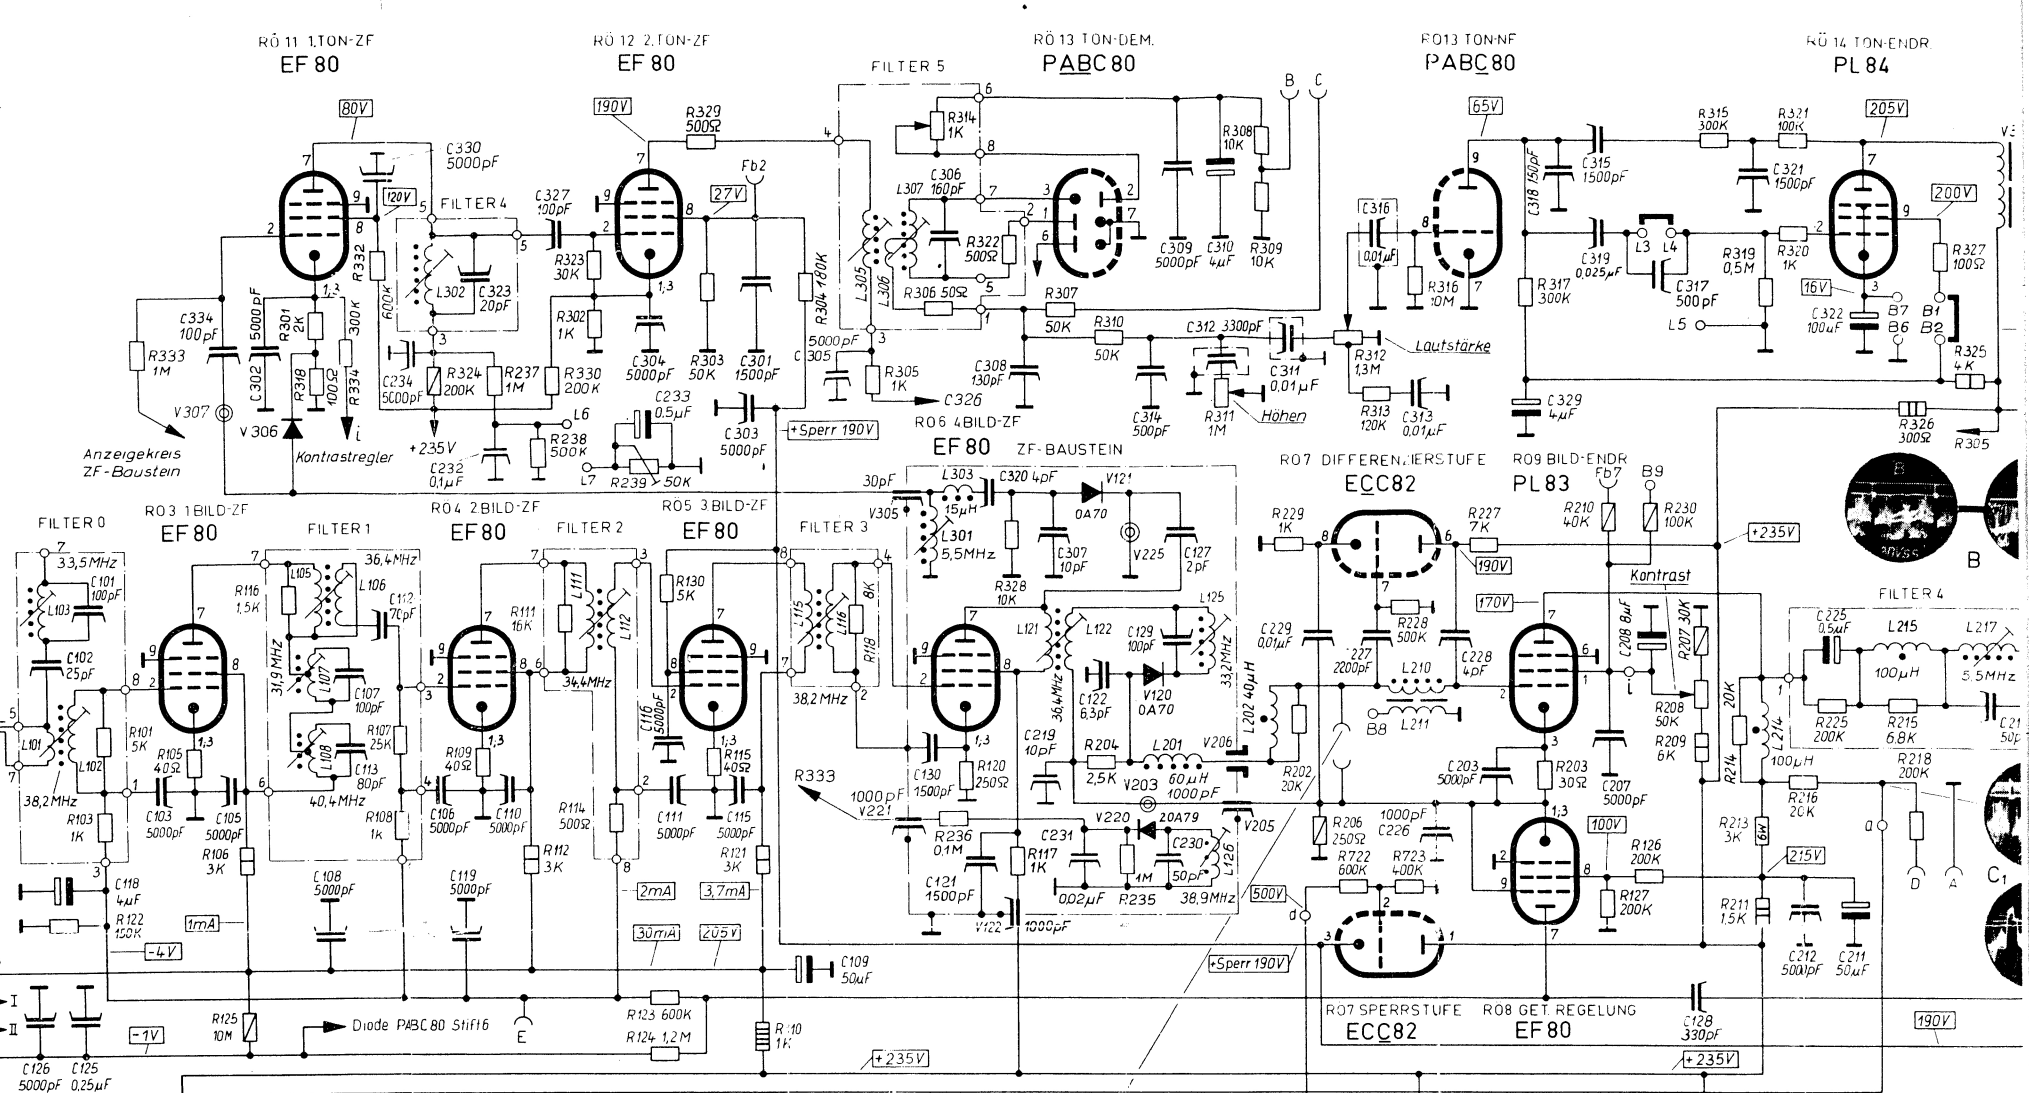 RÖ 11 1.TON-ZF
EF 80
RÖ 12 2.TON-ZF
EF 80
FILTER 5
RÖ 13 TON-DEM.
PABC 80
RÖ13 TON-NF
PABC80
RÖ 14 TON-ENDR.
PL 84
80V
190V
65V
205V
200V
120V
27V
16V
C330
5000pF
R329
500Ω
Fb2
R314
1K
C306
160pF
L307
L305
L306
R322
500Ω
R306 50Ω
R307
50K
R308
10K
R309
10K
C309
5000pF
C310
4µF
B
C
C316
0,01µF
R316
10M
C318 150pF
C315
1500pF
R315
300K
R321
100K
C321
1500pF
C319
0,025µF
L3
L4
C317
500pF
R317
300K
R319
0,5M
R320
1K
L5
C322
100µF
R327
100Ω
B7
B6
B1
B2
R325
4K
C329
4µF
R326
300Ω
R305
FILTER 4
C327
100pF
R332
600K
L302
C323
20pF
R323
30K
R302
1K
C304
5000pF
R303
50K
C301
1500pF
R304 180K
5000pF
C305
R305
1K
C326
C334
100pF
C302 5000pF
R301
2K
R318
100Ω
300K
R334
R333
1M
V307
V306
i
Kontrastregler
Anzeigekreis
ZF-Baustein
C234
5000pF
R324
200K
R237
1M
R330
200K
+235V
C232
0,1µF
R238
500K
L6
L7
C233
0,5µF
R239
50K
C303
5000pF
+Sperr 190V
R310
50K
C308
130pF
C314
500pF
C312 3300pF
R311
1M
Höhen
C311
0,01µF
R312
1,3M
Lautstärke
R313
120K
C313
0,01µF
RÖ6 4BILD-ZF
EF 80
ZF-BAUSTEIN
RÖ7 DIFFERENZIERSTUFE
ECC82
RÖ9 BILD-ENDR
PL83
Fb7
B9
R210
40K
R230
100K
+235V
B
B
FILTER 0
RÖ3 1BILD-ZF
EF 80
FILTER 1
RÖ4 2.BILD-ZF
EF 80
FILTER 2
RÖ5 3.BILD-ZF
EF 80
FILTER 3
33,5MHz
L103
C101
100pF
C102
25pF
L101
L102
38,2MHz
R101
5K
R103
1K
R105
40Ω
C103
5000pF
C105
5000pF
R106
3K
R116
1,5K
L105
L106
36,4MHz
C112
70pF
31,9MHz
L107
C107
100pF
L108
C113
80pF
40,4MHz
R107
25K
R108
1K
R109
40Ω
C106
5000pF
C110
5000pF
R112
3K
R111
16K
L111
L112
34,4MHz
R114
500Ω
C116
5000pF
R130
5K
R115
40Ω
C111
5000pF
C115
5000pF
R121
3K
L115
L116
8K
R118
38,2MHz
30pF
V305
L303
15µH
C320 4pF
V121
OA70
L301
5,5MHz
R328
10K
C307
10pF
V225
C127
2pF
L121
L122
36,4MHz
C129
100pF
L125
33,2MHz
C122
6,3pF
V120
OA70
C219
10pF
R204
2,5K
L201
60µH
V206
V203
1000pF
V205
C130
1500pF
R120
250Ω
R333
1000pF
V221
R236
0,1M
C231
0,02µF
V220
20A79
1M
R235
C230
50pF
L126
38,9MHz
C121
1500pF
R117
1K
V122
1000pF
R229
1K
R227
7K
190V
R228
500K
C229
0,01µF
C227
2200pF
C228
4pF
L202 40µH
L210
L211
B8
R202
20K
R206
250Ω
1000pF
C226
R722
600K
R723
400K
500V
d
170V
Kontrast
C208 8µF
R207 30K
R208
50K
R209
6K
i
C203
5000pF
R203
30Ω
C207
5000pF
100V
R126
200K
R127
200K
20K
R214
L214
100µH
R213
3K
6W
R216
20K
R211
1,5K
215V
C212
5000pF
C211
50µF
FILTER 4
C225
0,5µF
L215
100µH
L217
5,5MHz
R225
200K
R215
6,8K
R218
200K
a
D
A
C1
C118
4µF
R122
150K
-4V
1mA
C108
5000pF
C119
5000pF
2mA
3,7mA
30mA
205V
C109
50µF
+Sperr 190V
RÖ7 SPERRSTUFE
ECC82
RÖ8 GET. REGELUNG
EF80
C128
330pF
190V
I
II
C126
5000pF
C125
0,25µF
-1V
R125
10M
Diode PABC80 Stift6
E
R123 600K
R124 1,2M
1K
+235V
+235V